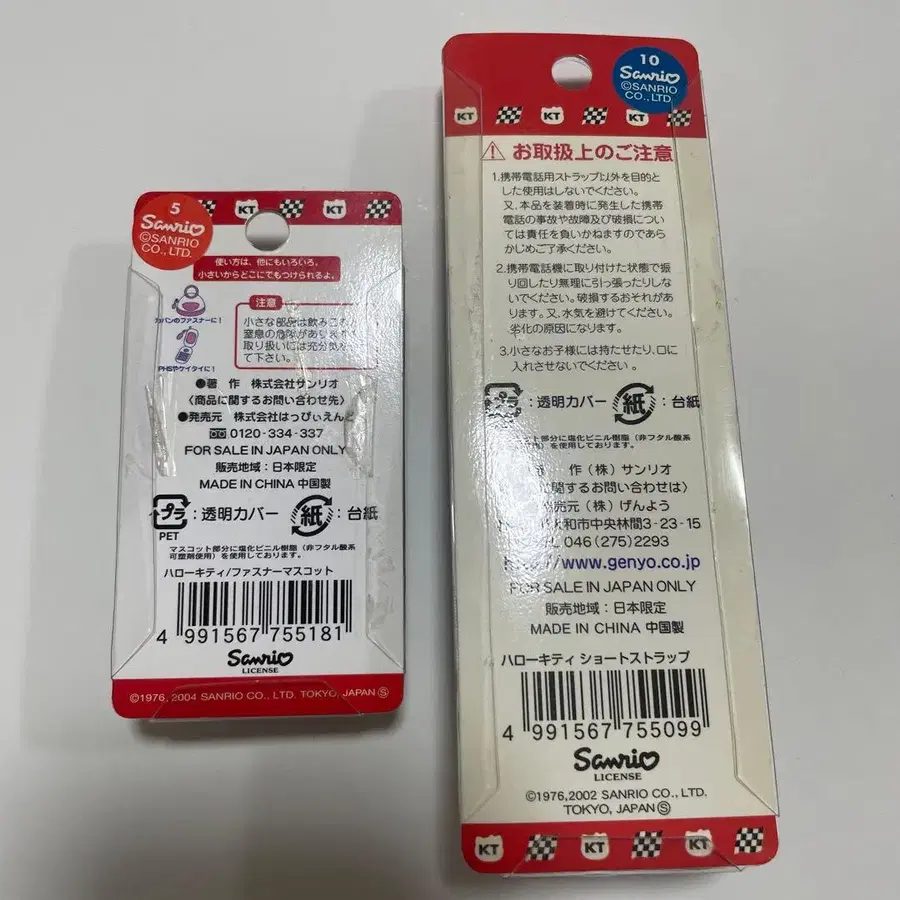 5
Sanrio
©SANRIO
CO., LTD.
KT
KT
使い方は、他にもいろいろ。
小さいからどこにでもつけられるよ。
カバンのファスナーに!
PHSやケイタイに!
注意
小さな部品は飲みこ
窒息の危険があ
取り扱いには充分気を
て下さい。
●著 作 株式会社サンリオ
〈商品に関するお問い合わせ先〉
●発売元 株式会社はっぴいえんど
0120-334-337
FOR SALE IN JAPAN ONLY
販売地域:日本限定
MADE IN CHINA 中国製
プラ:透明カバー 紙:台紙
PET
マスコット部分に塩化ビニル樹脂(非フタル酸系
可塑剤使用)を使用しております。
ハローキティ/ファスナーマスコット
4 991567 755181
Sanrio
LICENSE
©1976, 2004 SANRIO CO., LTD. TOKYO, JAPAN Ⓢ
10
Sanrio
©SANRIO
CO., LTD.
KT
KT
KT
お取扱上のご注意
1.携帯電話用ストラップ以外を目的と
した使用はしないでください。
又、本品を装着時に発生した携帯
電話の事故や故障及び破損につい
ては責任を負いかねますのであら
かじめご了承ください。
2.携帯電話機に取り付けた状態で振
り回したり無理に引っ張ったりしな
いでください。破損するおそれがあり
ます。又、水気を避けてください。
劣化の原因になります。
3.小さなお子様には持たせたり、口に
入れさせないでください。
プラ:透明カバー 紙:台紙
ット部分に塩化ビニル樹脂(非フタル酸系
用)を使用しております。
作(株)サンリオ
に関するお問い合わせは〉
売元(株)げんよう
大和市中央林間3-23-15
TEL 046(275)2293
http://www.genyo.co.jp
FOR SALE IN JAPAN ONLY
販売地域:日本限定
MADE IN CHINA 中国製
ハローキティ ショートストラップ
4 991567 755099
Sanrio
LICENSE
©1976,2002 SANRIO CO., LTD.
TOKYO, JAPAN Ⓢ
KT
KT
KT